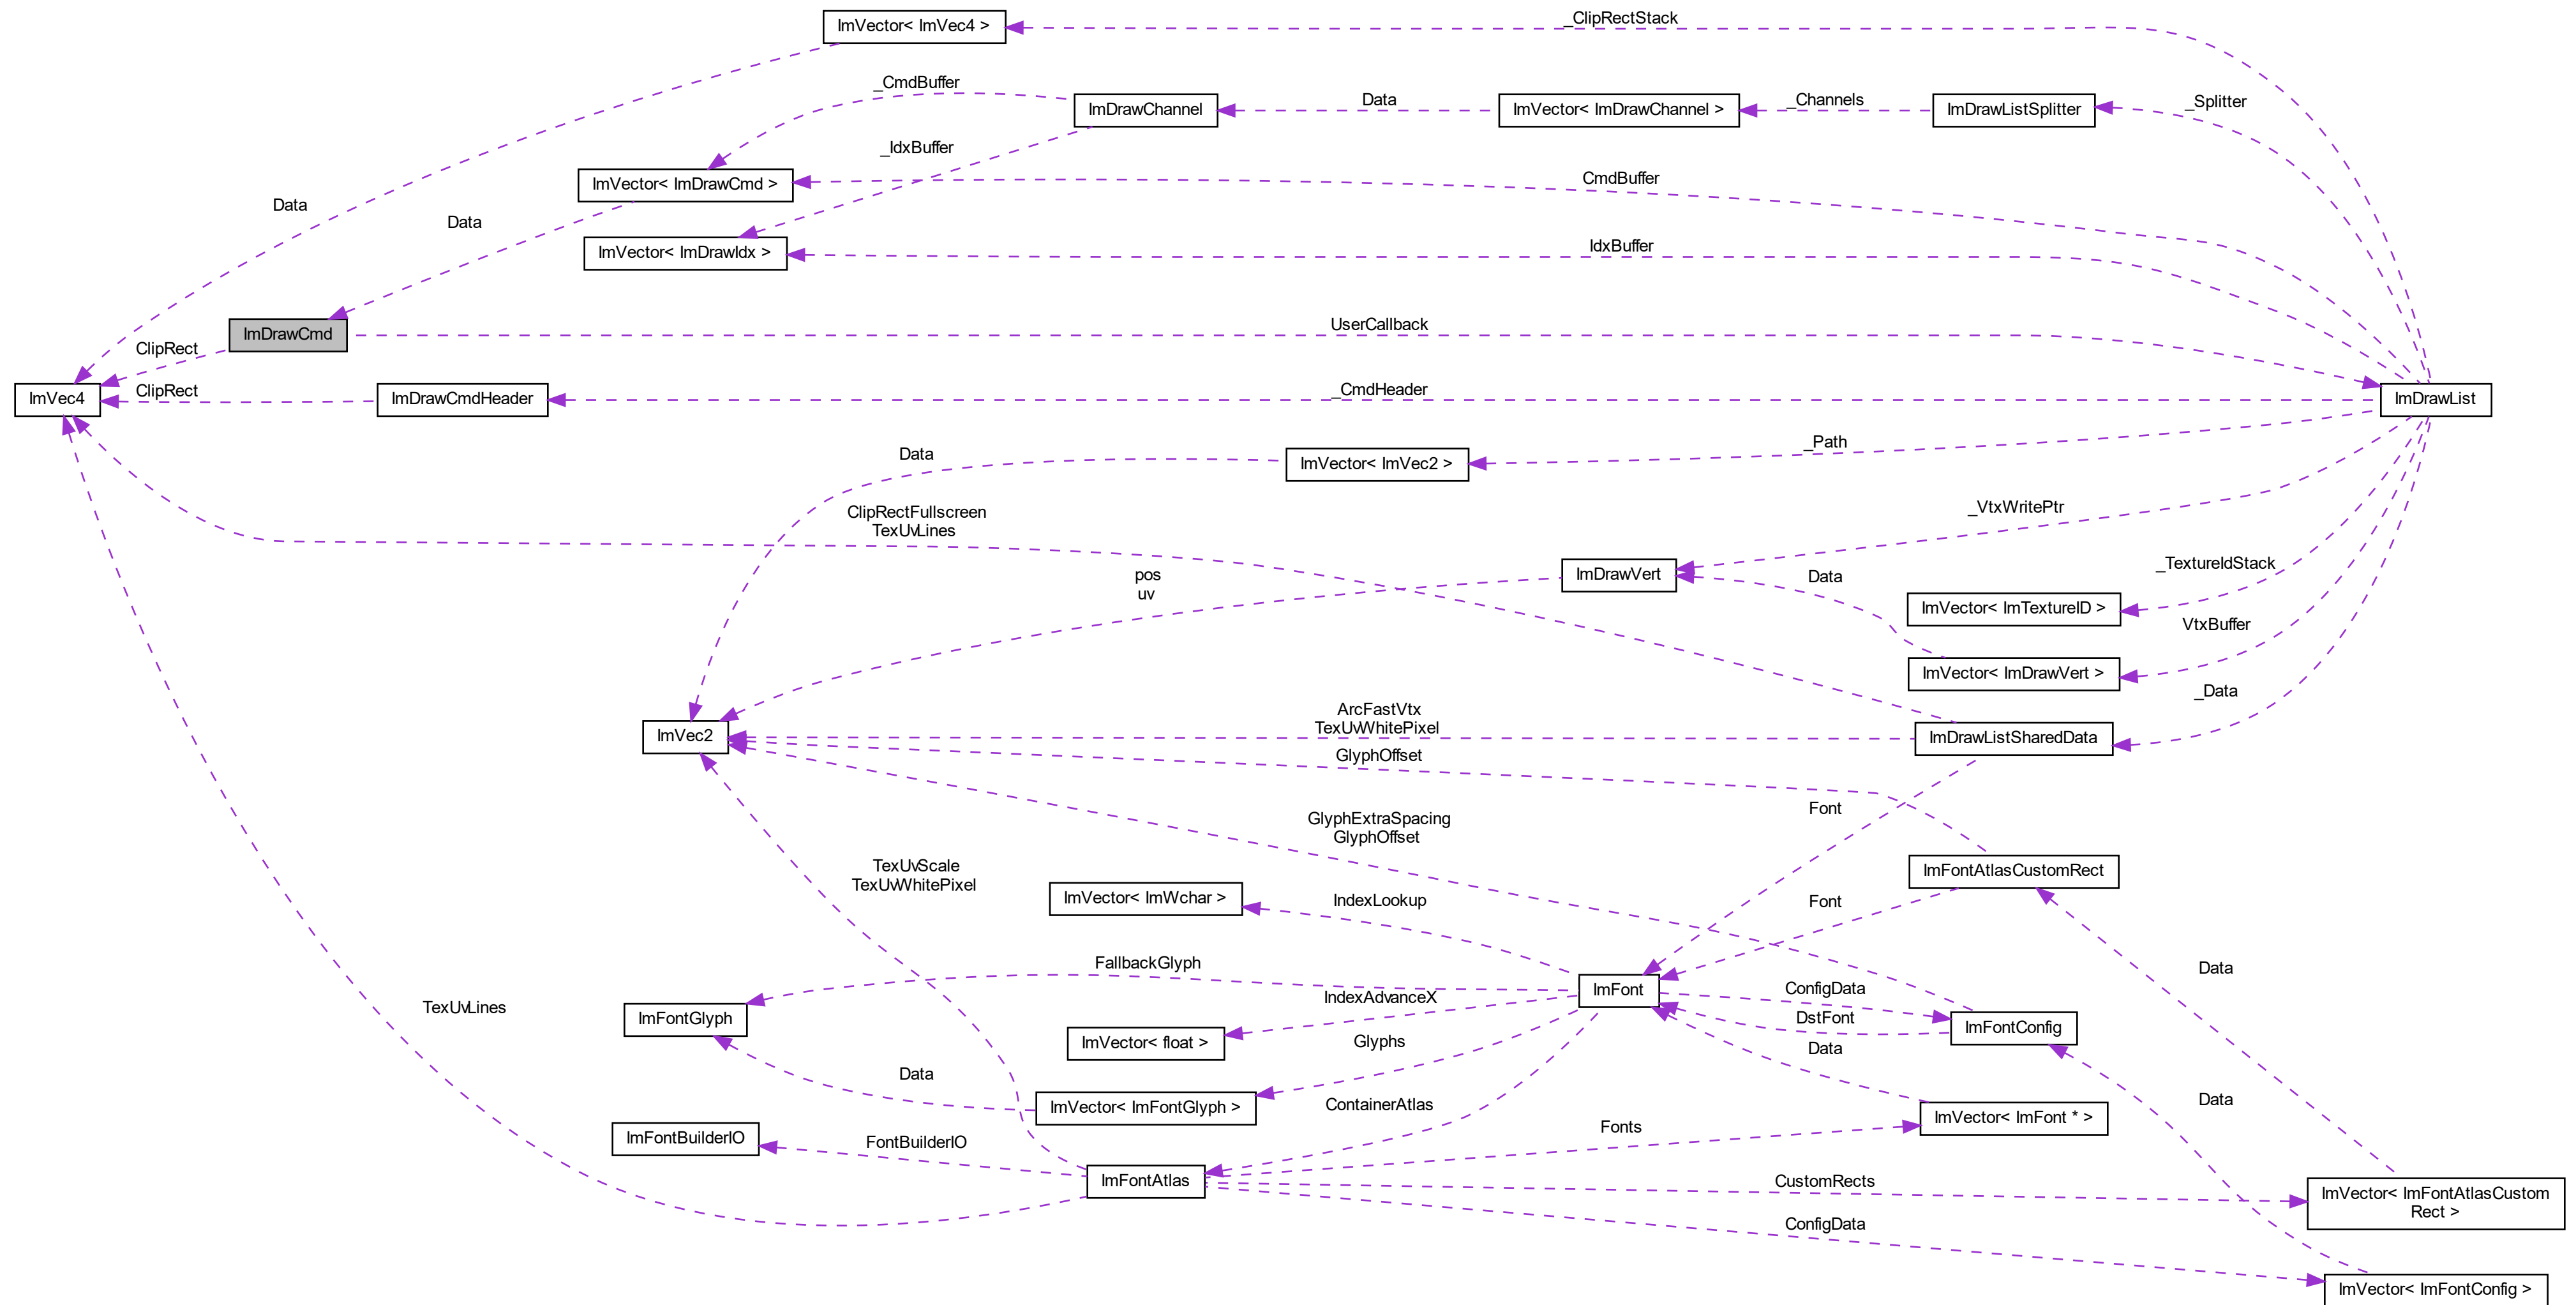 ImVector< ImVec4 >
_ClipRectStack
_CmdBuffer
ImDrawChannel
Data
ImVector< ImDrawChannel >
_Channels
ImDrawListSplitter
_Splitter
_IdxBuffer
ImVector< ImDrawCmd >
CmdBuffer
Data
Data
ImVector< ImDrawIdx >
IdxBuffer
ImDrawCmd
UserCallback
ClipRect
ImVec4
ClipRect
ImDrawCmdHeader
_CmdHeader
ImDrawList
_Path
Data
ImVector< ImVec2 >
ClipRectFullscreen
TexUvLines
_VtxWritePtr
_TextureIdStack
pos
uv
ImDrawVert
Data
ImVector< ImTextureID >
VtxBuffer
ImVector< ImDrawVert >
_Data
ArcFastVtx
TexUvWhitePixel
ImVec2
ImDrawListSharedData
GlyphOffset
Font
GlyphExtraSpacing
GlyphOffset
TexUvScale
TexUvWhitePixel
ImFontAtlasCustomRect
ImVector< ImWchar >
IndexLookup
Font
FallbackGlyph
Data
ImFont
ConfigData
IndexAdvanceX
TexUvLines
ImFontGlyph
DstFont
ImFontConfig
ImVector< float >
Glyphs
Data
Data
ImVector< ImFontGlyph >
ContainerAtlas
Data
ImVector< ImFont * >
Fonts
ImFontBuilderIO
FontBuilderIO
ImFontAtlas
CustomRects
ImVector< ImFontAtlasCustom
Rect >
ConfigData
ImVector< ImFontConfig >